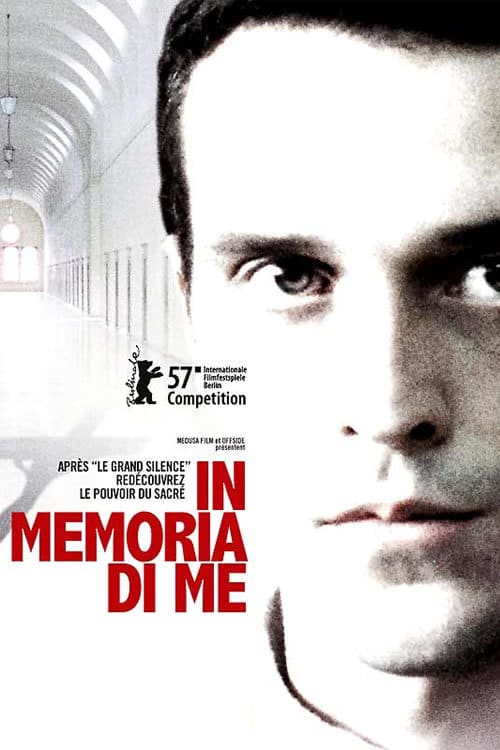 Berlinale
57 Internationale
Filmfestspiele
Berlin
Competition
MEDUSA FILM ET OFFSIDE
présentent
APRÈS "LE GRAND SILENCE"
REDÉCOUVREZ
LE POUVOIR DU SACRÉ
IN
MEMORIA
DI ME